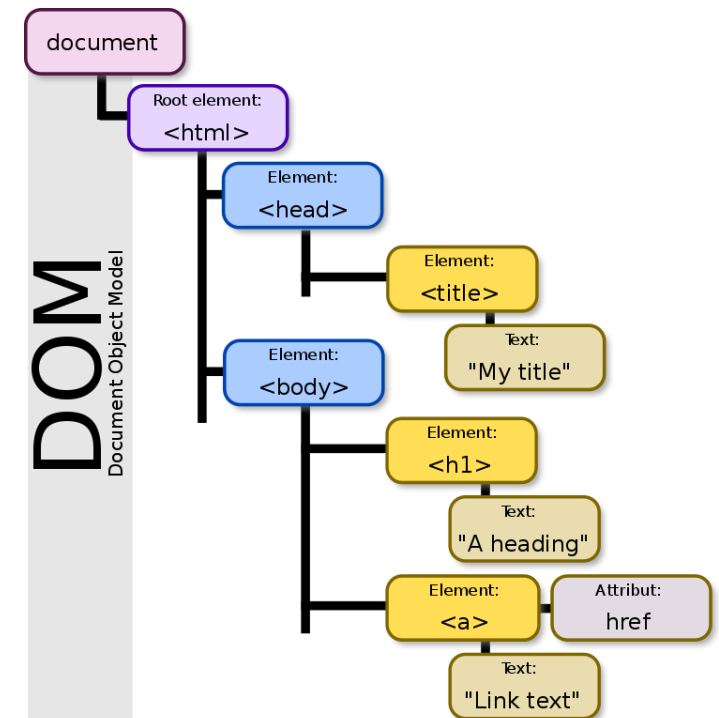 document
Root element:
<html>
Element:
<head>
Element:
<title>
Text:
"My title"
Element:
<body>
Element:
<h1>
Text:
"A heading"
Element:
<a>
Attribut:
href
Text:
"Link text"
DOM
Document Object Model